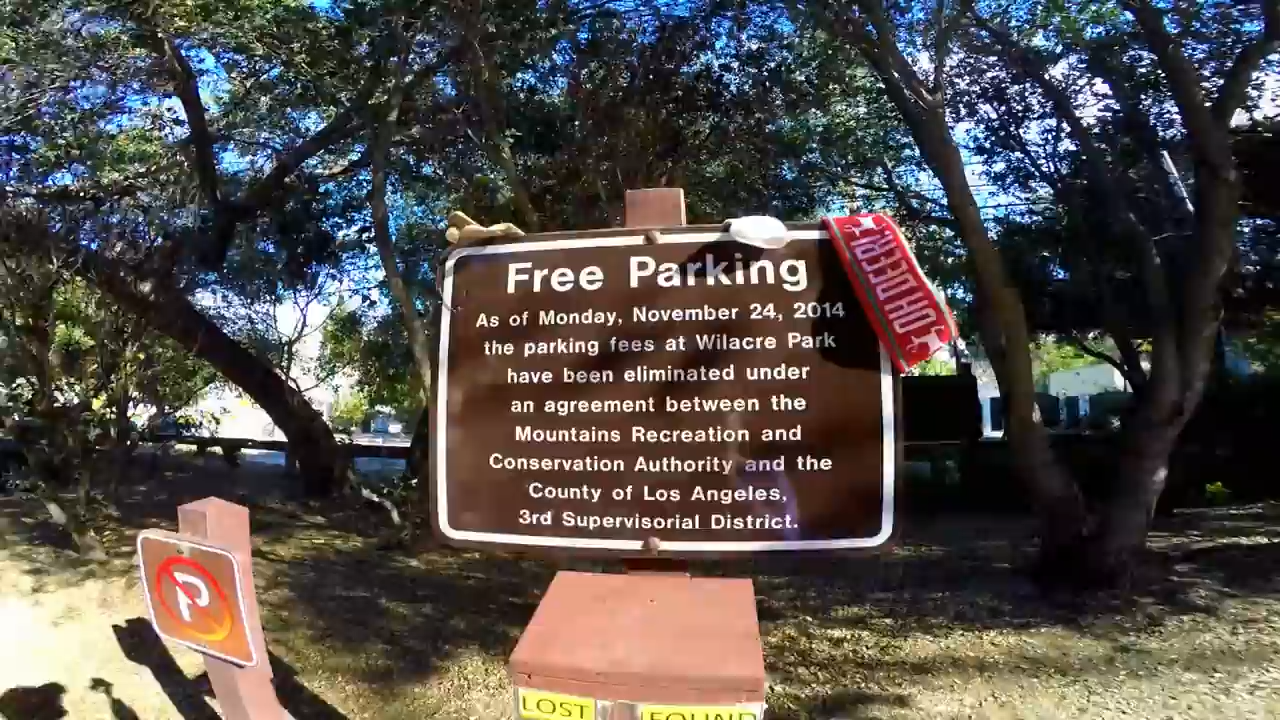 Free Parking
As of Monday, November 24, 2014
the parking fees at Wilacre Park
have been eliminated under
an agreement between the
Mountains Recreation and
Conservation Authority and the
County of Los Angeles,
3rd Supervisorial District.
OH DEER!
P
LOST FOUND